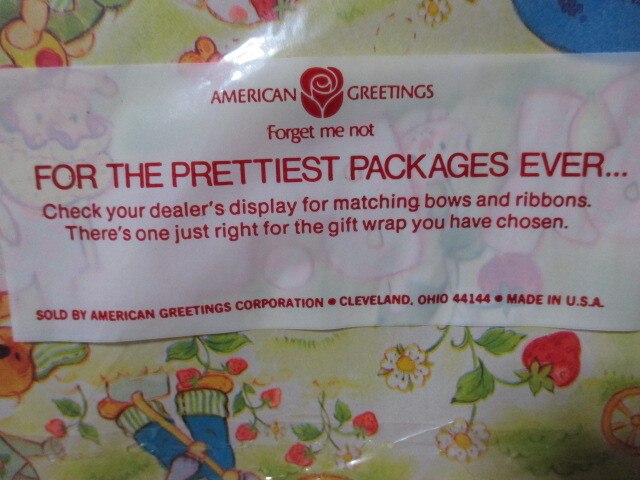 AMERICAN GREETINGS
Forget me not
FOR THE PRETTIEST PACKAGES EVER...
Check your dealer's display for matching bows and ribbons.
There's one just right for the gift wrap you have chosen.
SOLD BY AMERICAN GREETINGS CORPORATION • CLEVELAND, OHIO 44144 • MADE IN U.S.A.